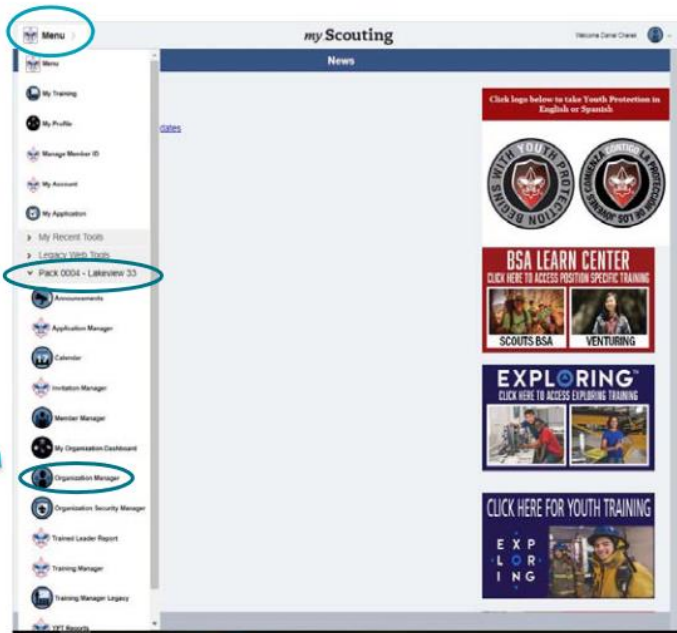 Menu
my Scouting
News
Menu
My Training
My Profile
dates
Manage Member ID
My Account
My Application
My Recent Tools
Legacy Web Tools
Pack 0004 - Lakeview 33
Announcements
Application Manager
Calendar
Invitation Manager
Member Manager
My Organization Dashboard
Organization Manager
Organization Security Manager
Trained Leader Report
Training Manager
Training Manager Legacy
YPT Reports
Click logo below to take Youth Protection in
English or Spanish
YOUTH PROTECTION BEGINS WITH YOU
LA PROTECCIÓN DE LOS JÓVENES COMIENZA CONTIGO
BSA LEARN CENTER
CLICK HERE TO ACCESS POSITION SPECIFIC TRAINING
SCOUTS BSA
VENTURING
EXPLORING™
CLICK HERE TO ACCESS EXPLORING TRAINING
CLICK HERE FOR YOUTH TRAINING
EXP
LOR
ING